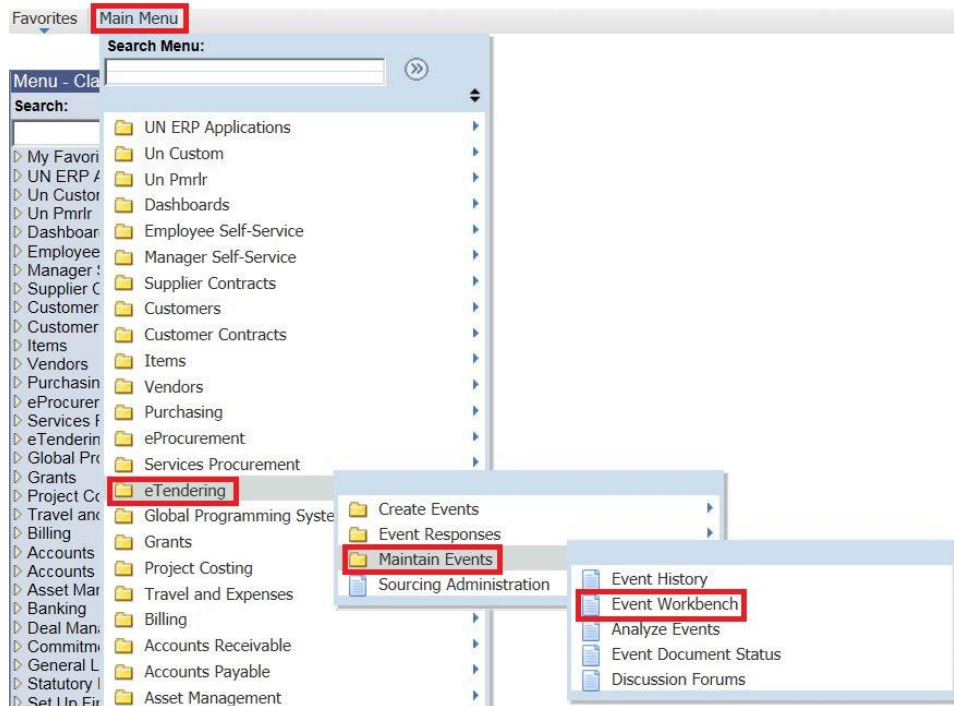 Favorites Main Menu
Search Menu:
Menu - Cla
Search:
My Favori
UN ERP A
Un Custor
Un Pmrlr
Dashboar
Employee
Manager S
Supplier C
Customer
Customer
Items
Vendors
Purchasin
eProcurer
Services
eTenderin
Global Pro
Grants
Project Co
Travel and
Billing
Accounts
Accounts
Asset Mar
Banking
Deal Man
Commitm
General L
Statutory
Set Up Fi
UN ERP Applications
Un Custom
Un Pmrlr
Dashboards
Employee Self-Service
Manager Self-Service
Supplier Contracts
Customers
Customer Contracts
Items
Vendors
Purchasing
eProcurement
Services Procurement
eTendering
Global Programming Syste
Grants
Project Costing
Travel and Expenses
Billing
Accounts Receivable
Accounts Payable
Asset Management
Create Events
Event Responses
Maintain Events
Sourcing Administration
Event History
Event Workbench
Analyze Events
Event Document Status
Discussion Forums